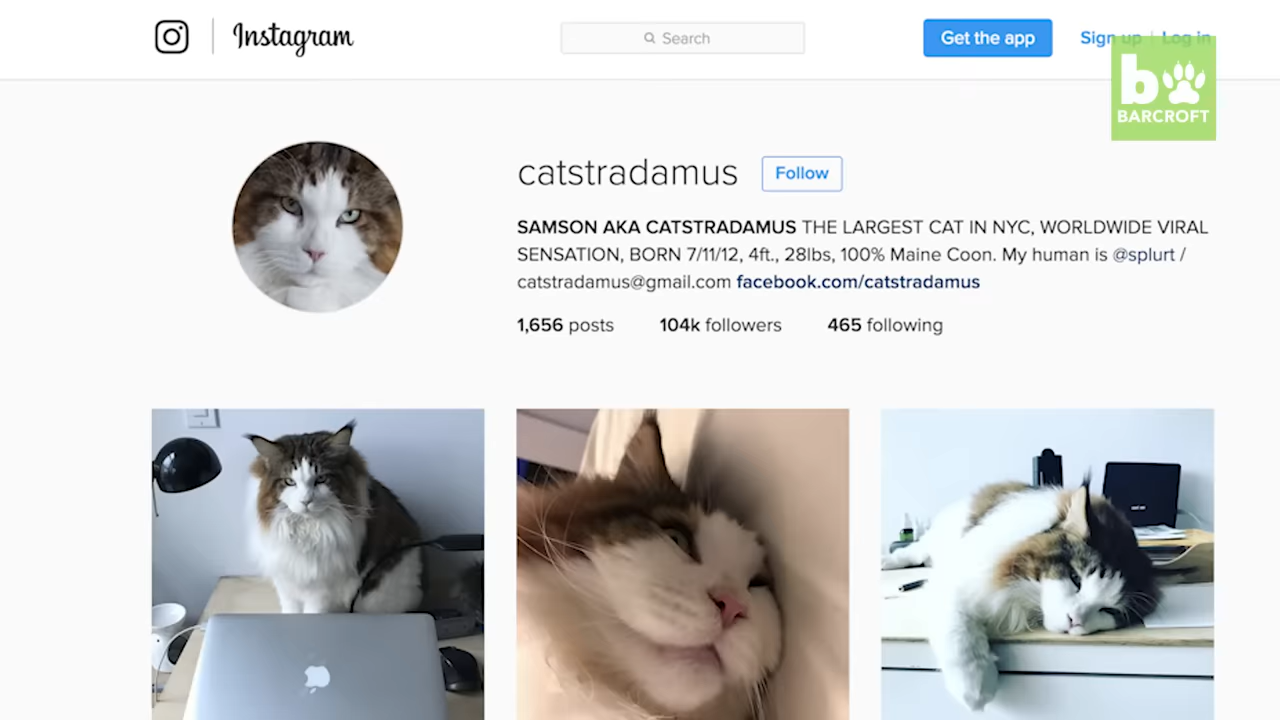 Instagram
Search
Get the app
Sign up | Log in
b
BARCROFT
catstradamus
Follow
SAMSON AKA CATSTRADAMUS THE LARGEST CAT IN NYC, WORLDWIDE VIRAL
SENSATION, BORN 7/11/12, 4ft., 28lbs, 100% Maine Coon. My human is @splurt /
catstradamus@gmail.com facebook.com/catstradamus
1,656 posts 104k followers 465 following